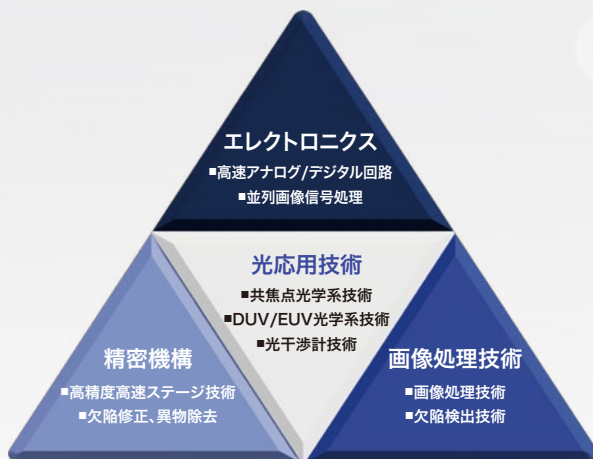 エレクトロニクス
■高速アナログ/デジタル回路
■並列画像信号処理
光応用技術
■共焦点光学系技術
■DUV/EUV光学系技術
■光干渉計技術
精密機構
■高精度高速ステージ技術
■欠陥修正、異物除去
画像処理技術
■画像処理技術
■欠陥検出技術